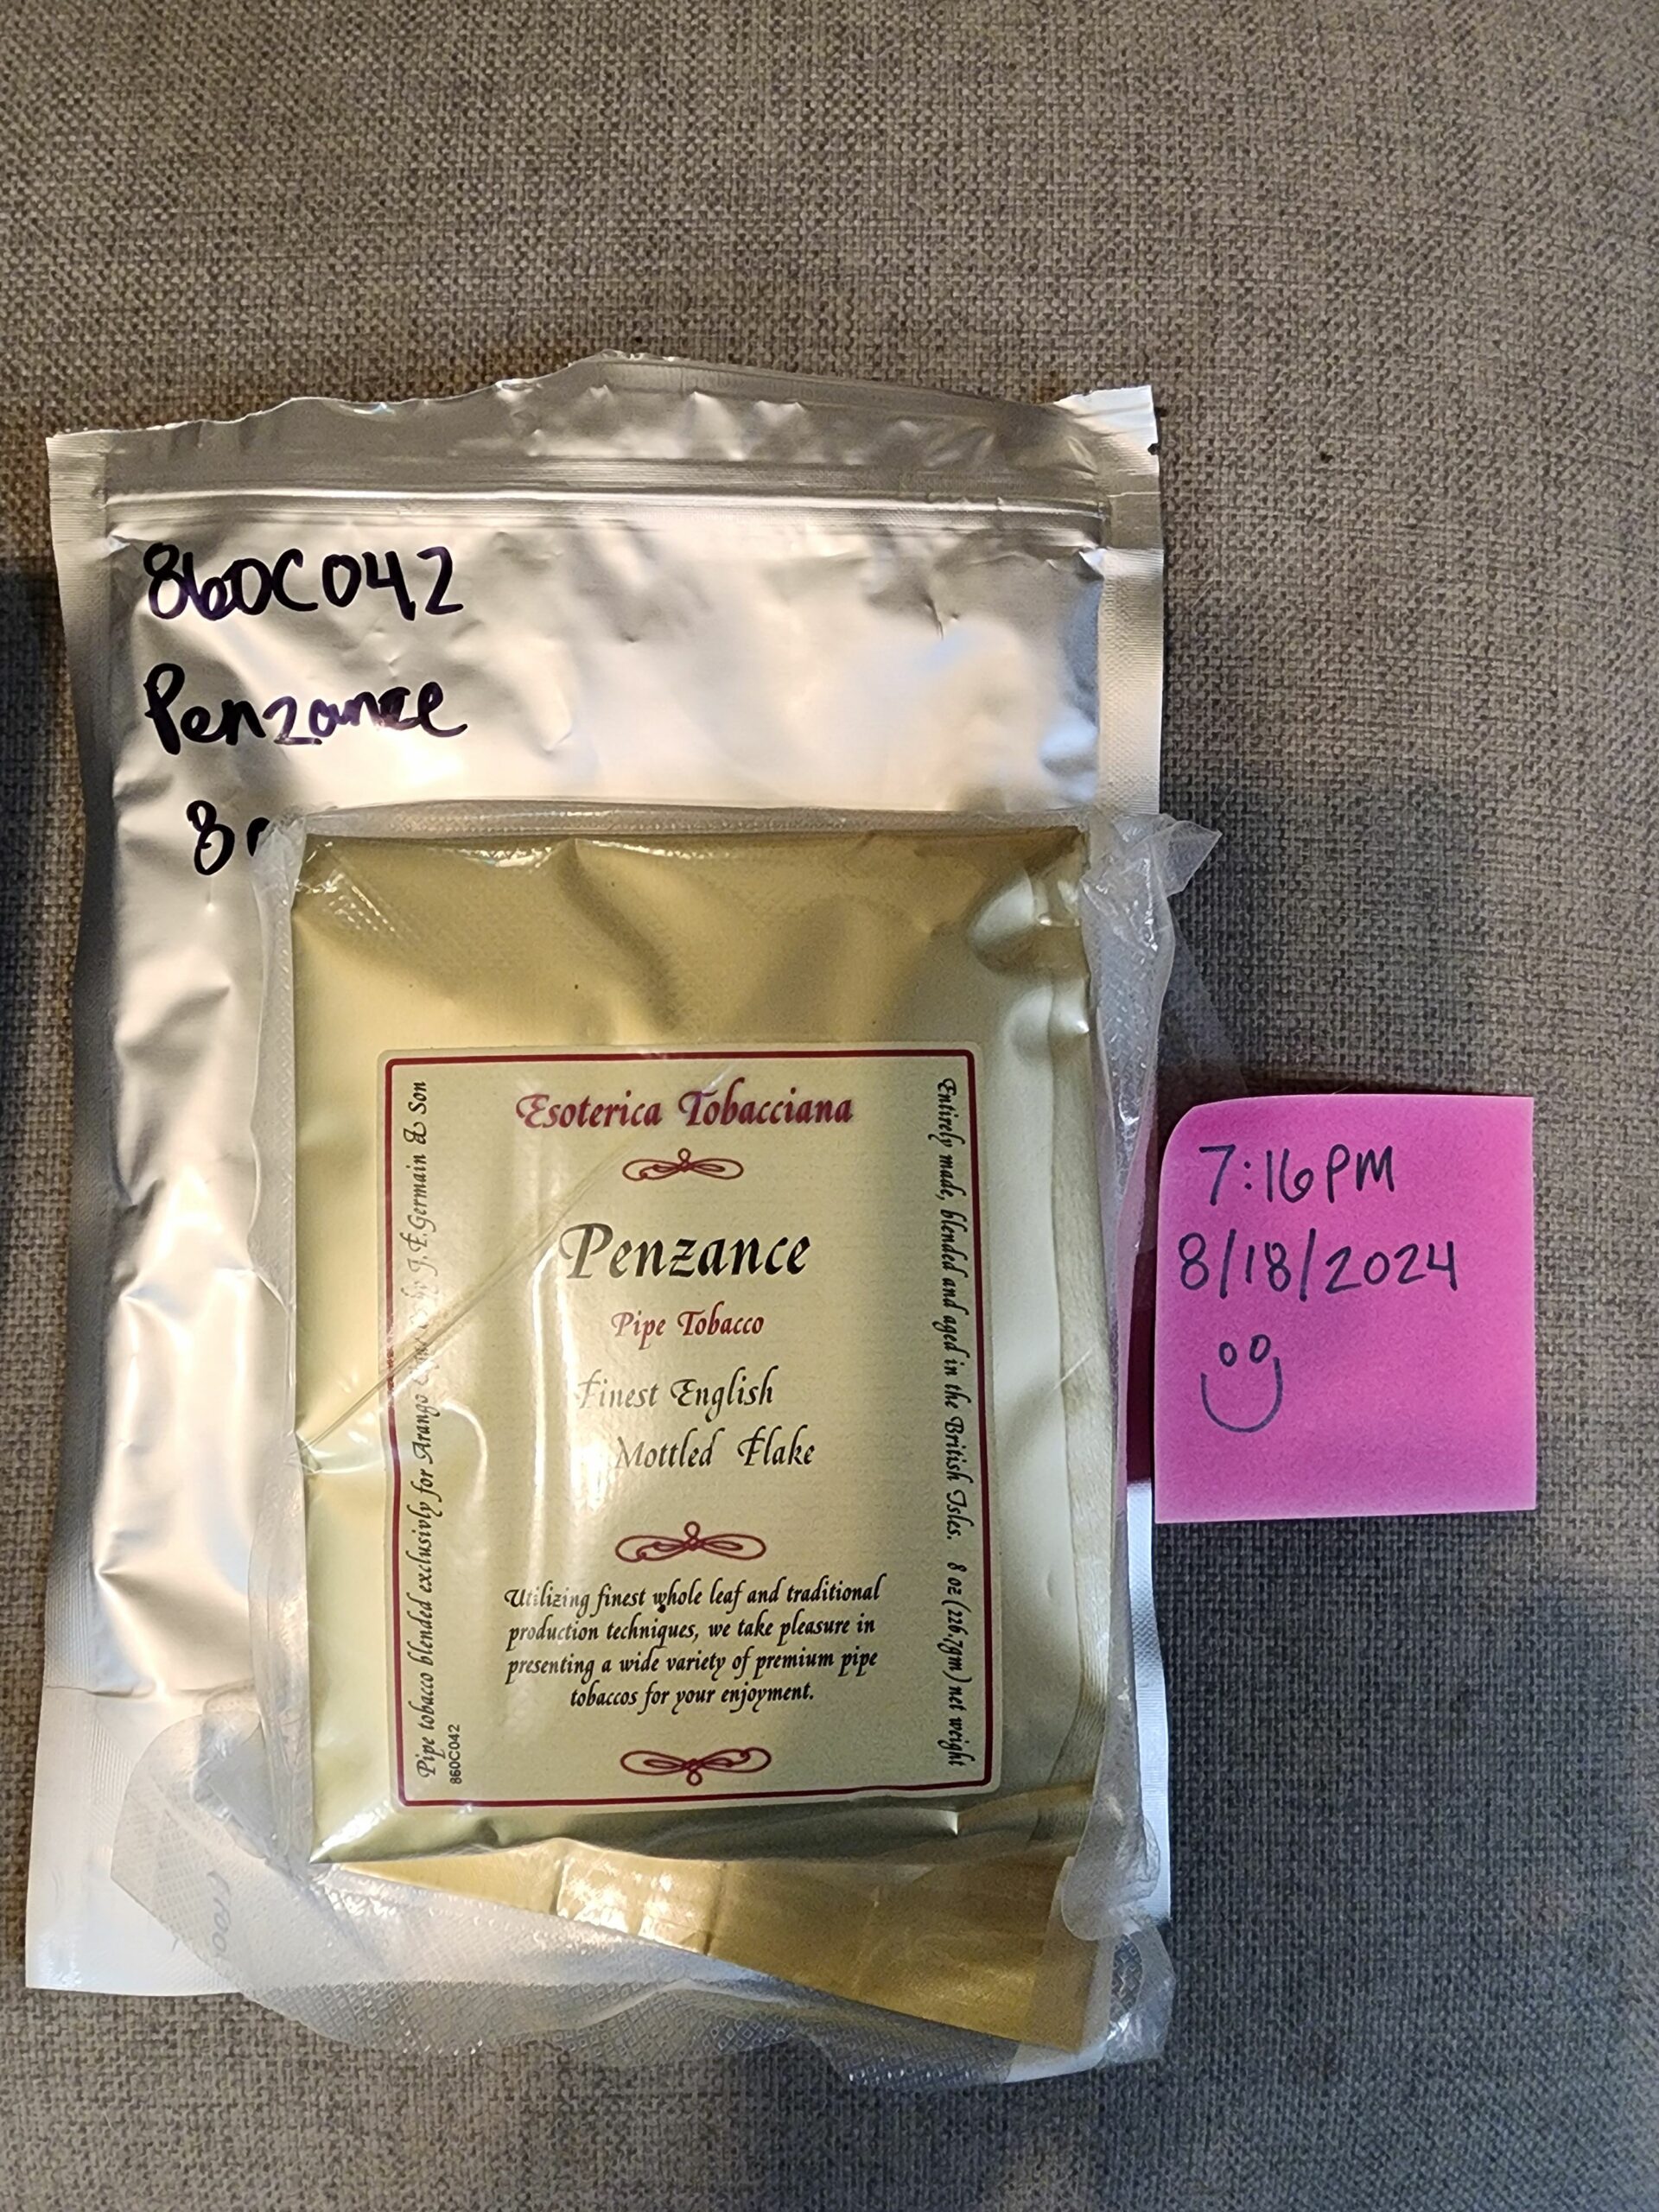 860C042
Penzance
8
Esoterica Tobacciana
Penzance
Pipe Tobacco
Finest English
Mottled Flake
Utilizing finest whole leaf and traditional
production techniques, we take pleasure in
presenting a wide variety of premium pipe
tobaccos for your enjoyment.
Pipe tobacco blended exclusivly for Arango by J.F.Germain & Son
860C042
Entirely made, blended and aged in the British Isles. 8 oz (226.7gm) net weight
7:16PM
8/18/2024